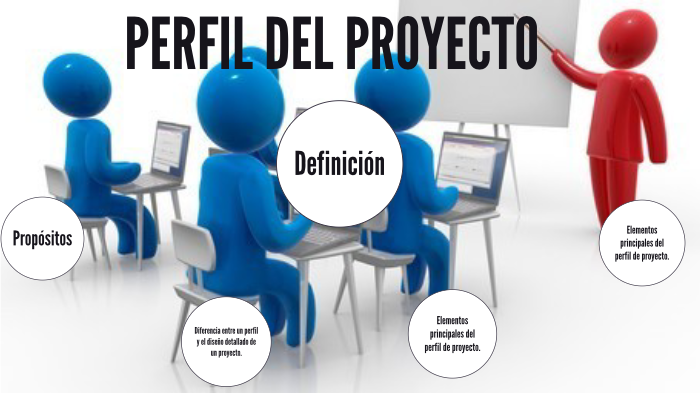 PERFIL DEL PROYECTO
Definición
Propósitos
Elementos
principales del
perfil de proyecto.
Diferencia entre un perfil
y el diseño detallado de
un proyecto.
Elementos
principales del
perfil de proyecto.